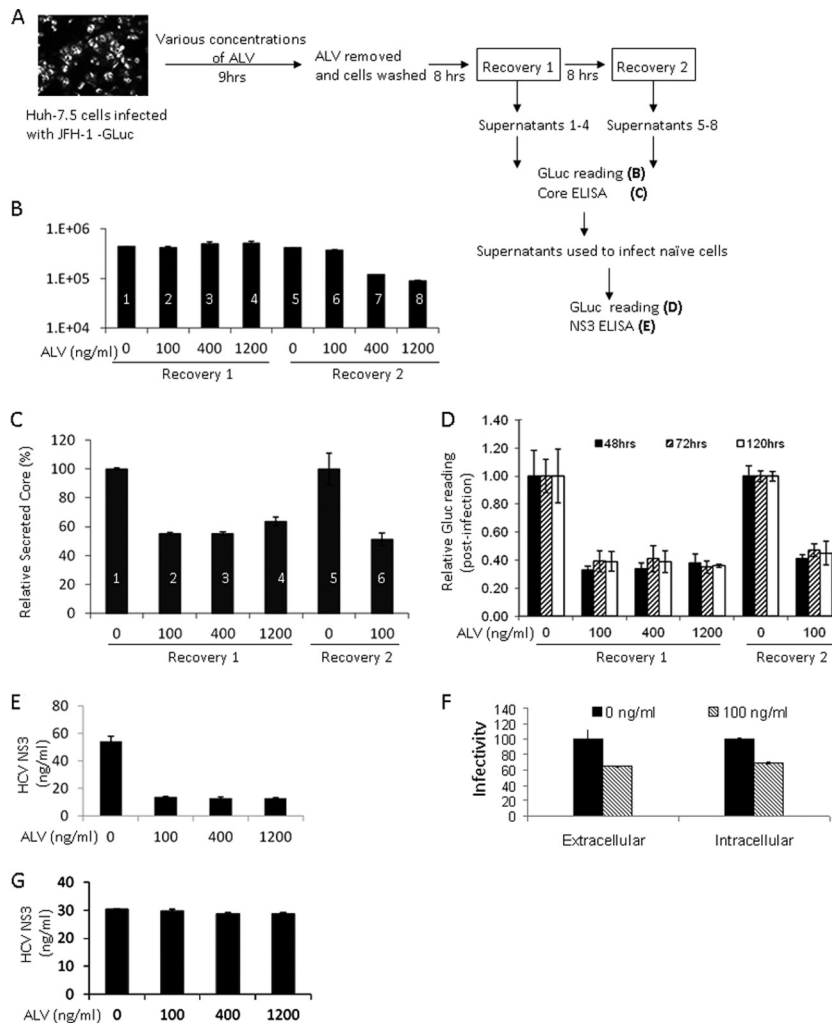 A
Various concentrations
of ALV
9hrs
ALV removed
and cells washed
8 hrs
Recovery 1
8 hrs
Recovery 2
Huh-7.5 cells infected
with JFH-1 -GLuc
Supernatants 1-4
Supernatants 5-8
GLuc reading (B)
Core ELISA (C)
Supernatants used to infect naïve cells
GLuc reading (D)
NS3 ELISA (E)
B
1.E+06
1.E+05
1.E+04
1 2 3 4 5 6 7 8
ALV (ng/ml) 0 100 400 1200 0 100 400 1200
Recovery 1 Recovery 2
C
Relative Secreted Core (%)
120
100
80
60
40
20
0
1 2 3 4 5 6
ALV (ng/ml) 0 100 400 1200 0 100
Recovery 1 Recovery 2
D
Relative Gluc reading
(post-infection)
1.40
1.20
1.00
0.80
0.60
0.40
0.20
0.00
48hrs 72hrs 120hrs
ALV (ng/ml) 0 100 400 1200 0 100
Recovery 1 Recovery 2
E
HCV NS3
(ng/ml)
80
60
40
20
0
ALV (ng/ml) 0 100 400 1200
F
Infectivity
0 ng/ml 100 ng/ml
140
120
100
80
60
40
20
0
Extracellular Intracellular
G
HCV NS3
(ng/ml)
40
30
20
10
0
ALV (ng/ml) 0 100 400 1200